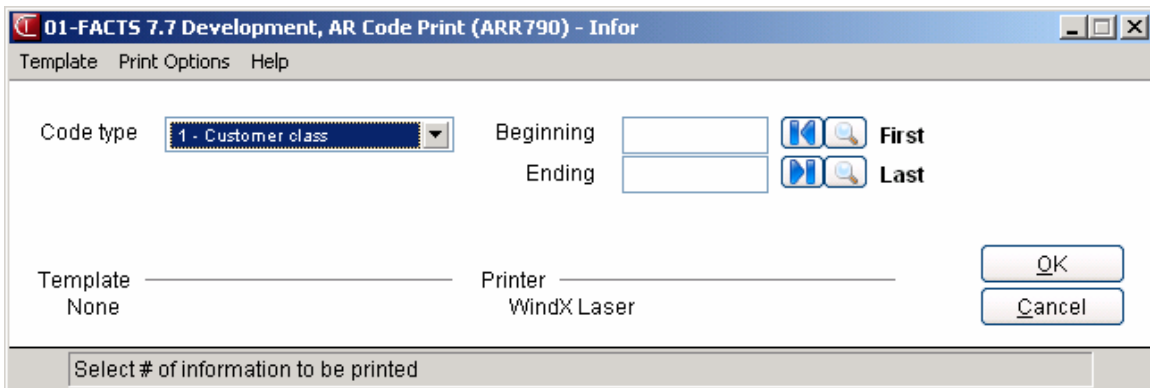 01-FACTS 7.7 Development, AR Code Print (ARR790) - Infor
Template Print Options Help
Code type 1 - Customer class Beginning First
Ending Last
Template Printer
None WindX Laser
OK
Cancel
Select # of information to be printed